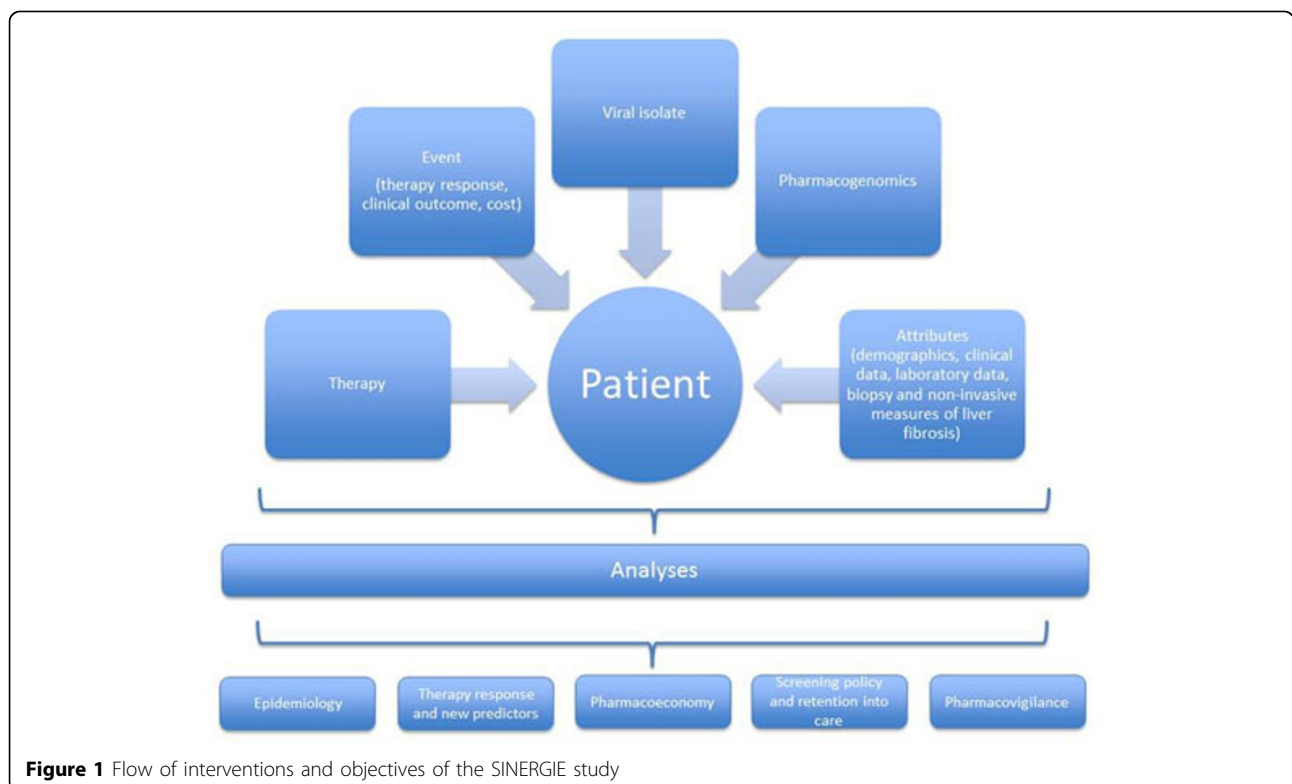 Viral isolate
Event
(therapy response,
clinical outcome, cost)
Pharmacogenomics
Therapy
Patient
Attributes
(demographics, clinical
data, laboratory data,
biopsy and non-invasive
measures of liver
fibrosis)
Analyses
Epidemiology
Therapy response
and new predictors
Pharmacoeconomy
Screening policy
and retention into
care
Pharmacovigilance
Figure 1 Flow of interventions and objectives of the SINERGIE study